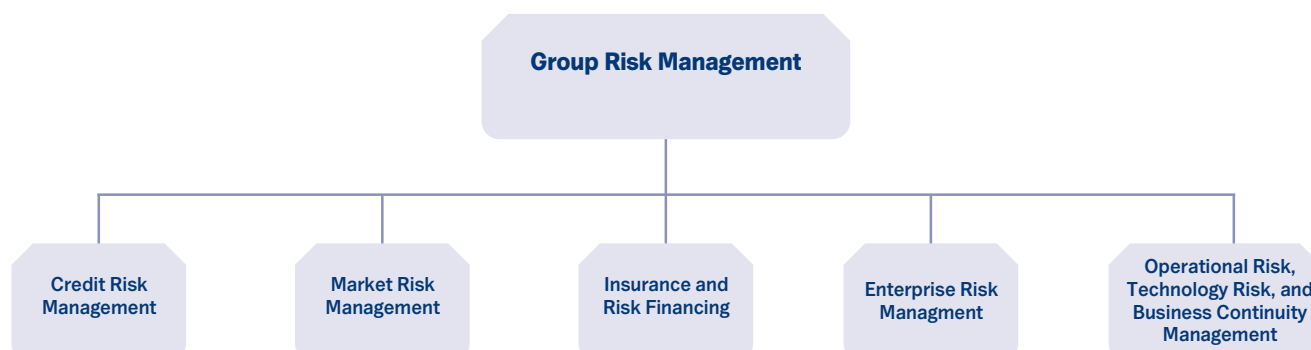 Group Risk Management
Credit Risk
Management
Market Risk
Management
Insurance and
Risk Financing
Enterprise Risk
Managment
Operational Risk,
Technology Risk, and
Business Continuity
Management